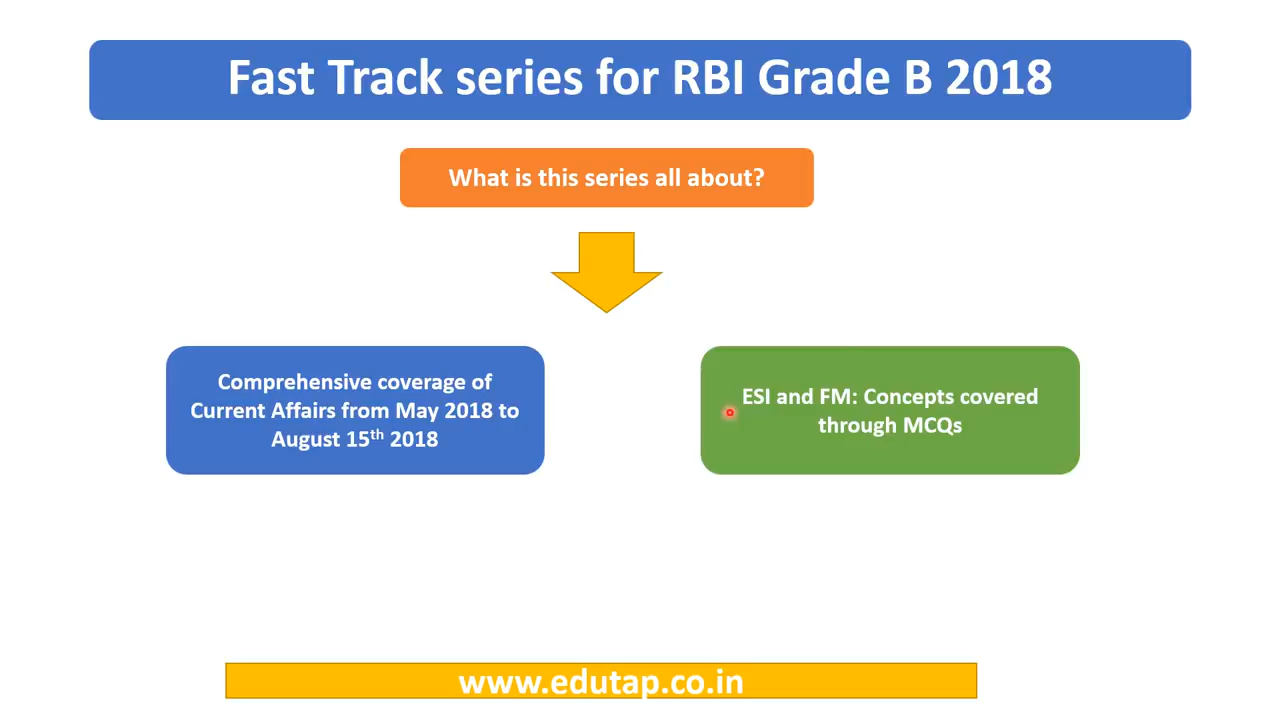 Fast Track series for RBI Grade B 2018
What is this series all about?
Comprehensive coverage of
Current Affairs from May 2018 to
August 15th 2018
ESI and FM: Concepts covered
through MCQs
www.edutap.co.in